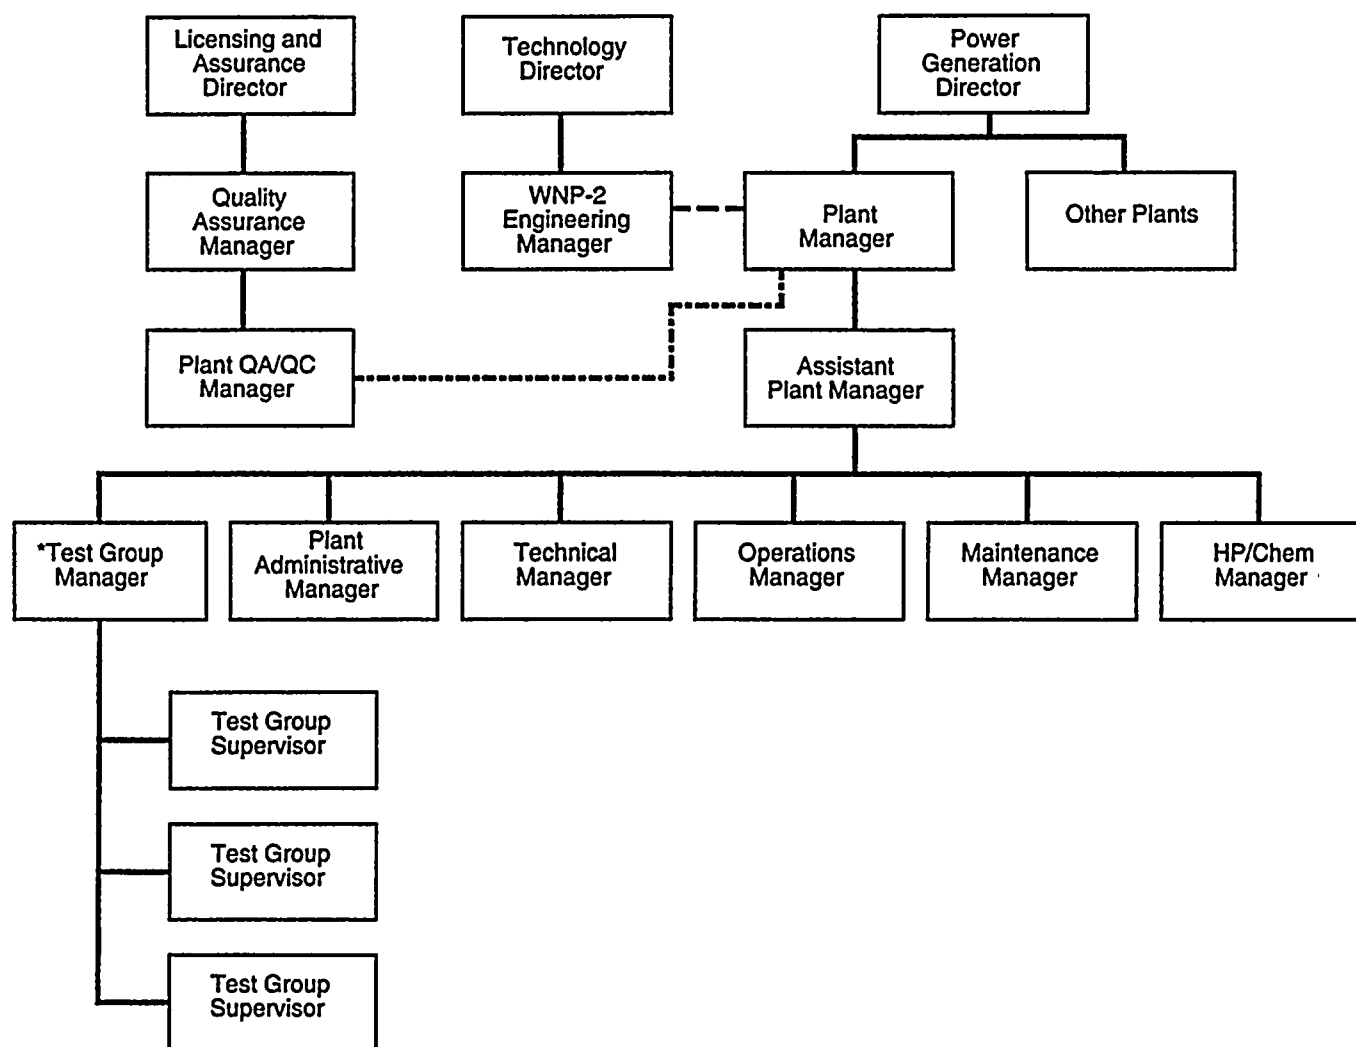 Licensing and
Assurance
Director
Technology
Director
Power
Generation
Director
Quality
Assurance
Manager
WNP-2
Engineering
Manager
Plant
Manager
Other Plants
Plant QA/QC
Manager
Assistant
Plant Manager
*Test Group
Manager
Plant
Administrative
Manager
Technical
Manager
Operations
Manager
Maintenance
Manager
HP/Chem
Manager
Test Group
Supervisor
Test Group
Supervisor
Test Group
Supervisor